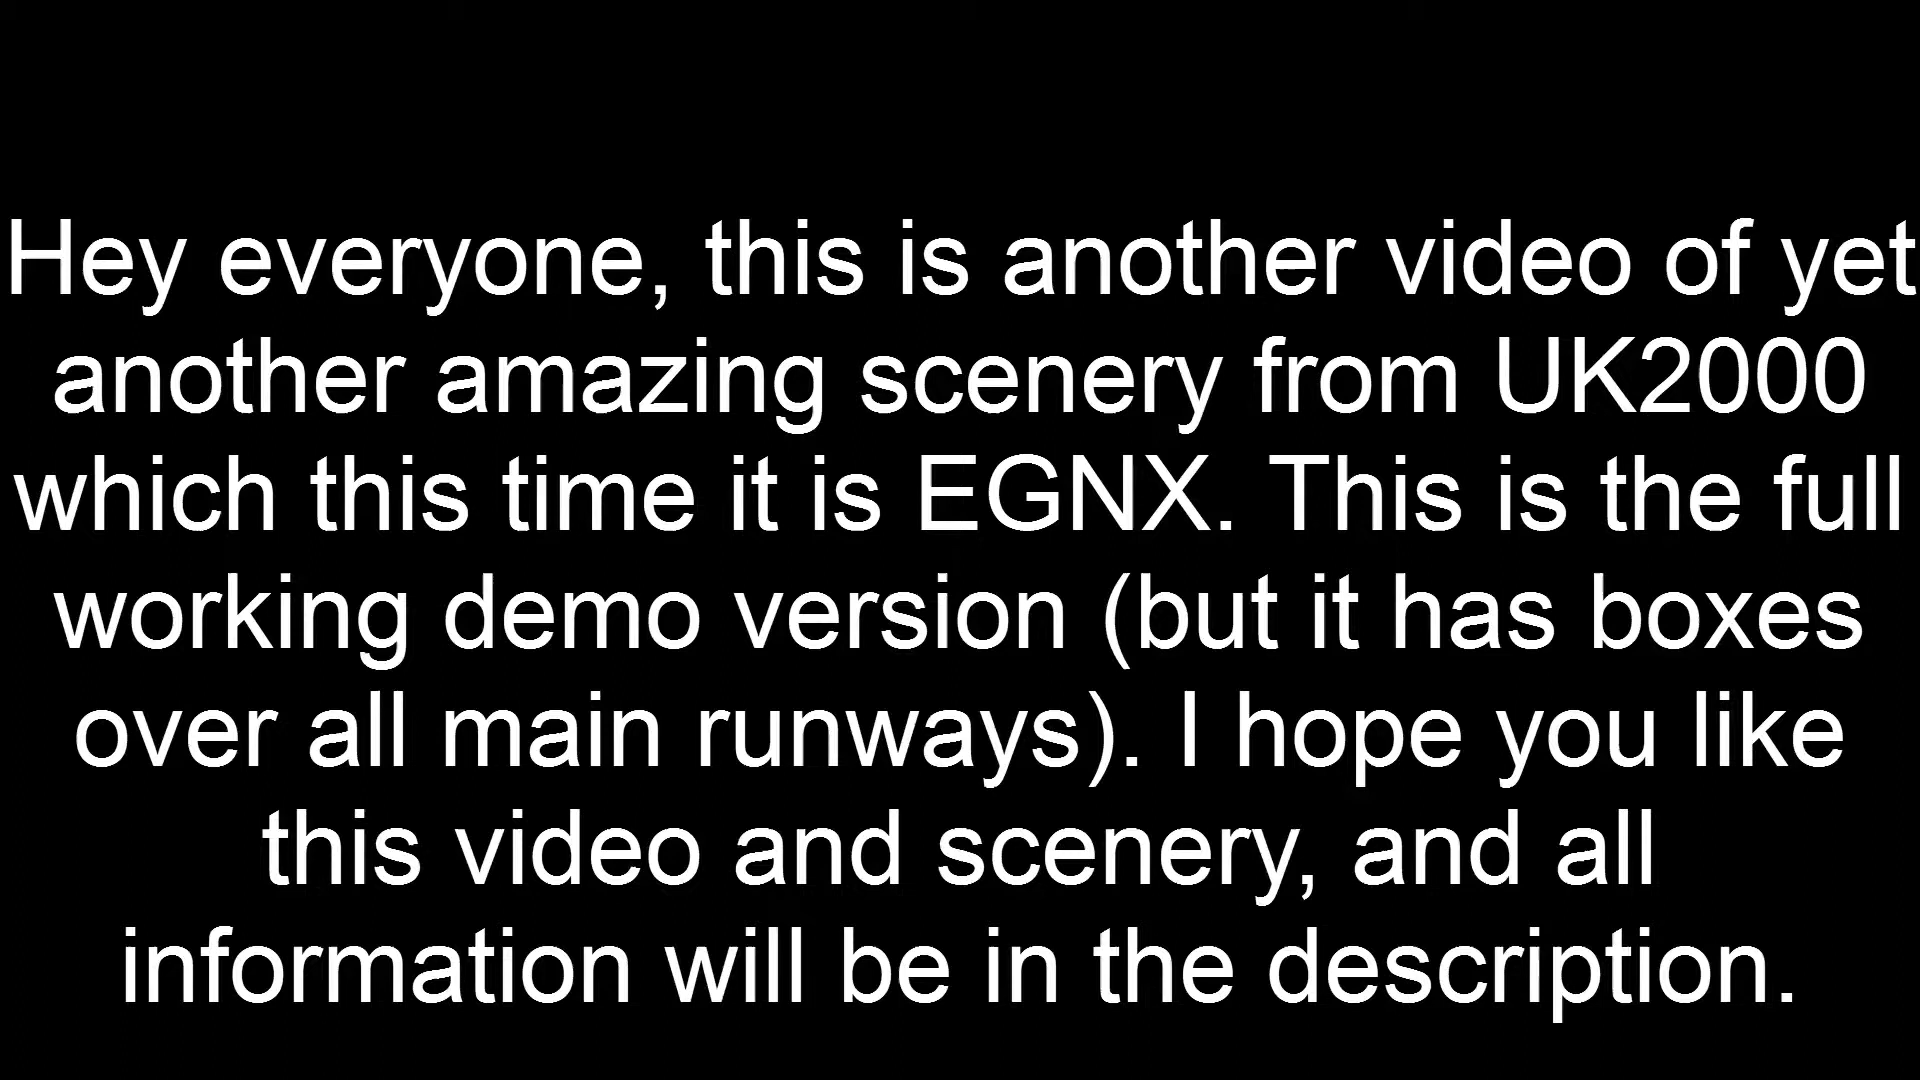 Hey everyone, this is another video of yet
another amazing scenery from UK2000
which this time it is EGNX. This is the full
working demo version (but it has boxes
over all main runways). I hope you like
this video and scenery, and all
information will be in the description.